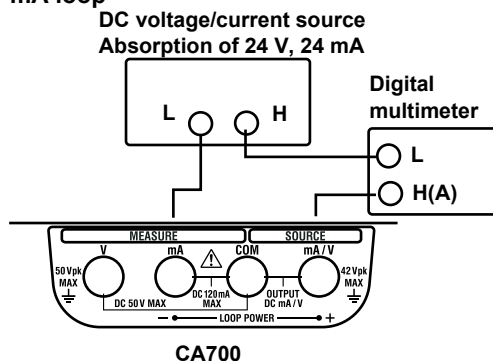 mA loop
DC voltage/current source
Absorption of 24 V, 24 mA
L H
Digital
multimeter
L
H(A)
MEASURE SOURCE
V mA COM mA / V
50 Vpk
MAX
42 Vpk
MAX
DC 50 V MAX
DC 120 mA
MAX
OUTPUT
DC mA / V
− LOOP POWER +
CA700